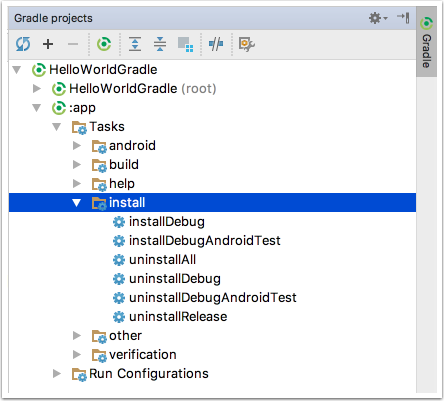 Gradle projects
Gradle
HelloWorldGradle
HelloWorldGradle (root)
:app
Tasks
android
build
help
install
installDebug
installDebugAndroidTest
uninstallAll
uninstallDebug
uninstallDebugAndroidTest
uninstallRelease
other
verification
Run Configurations